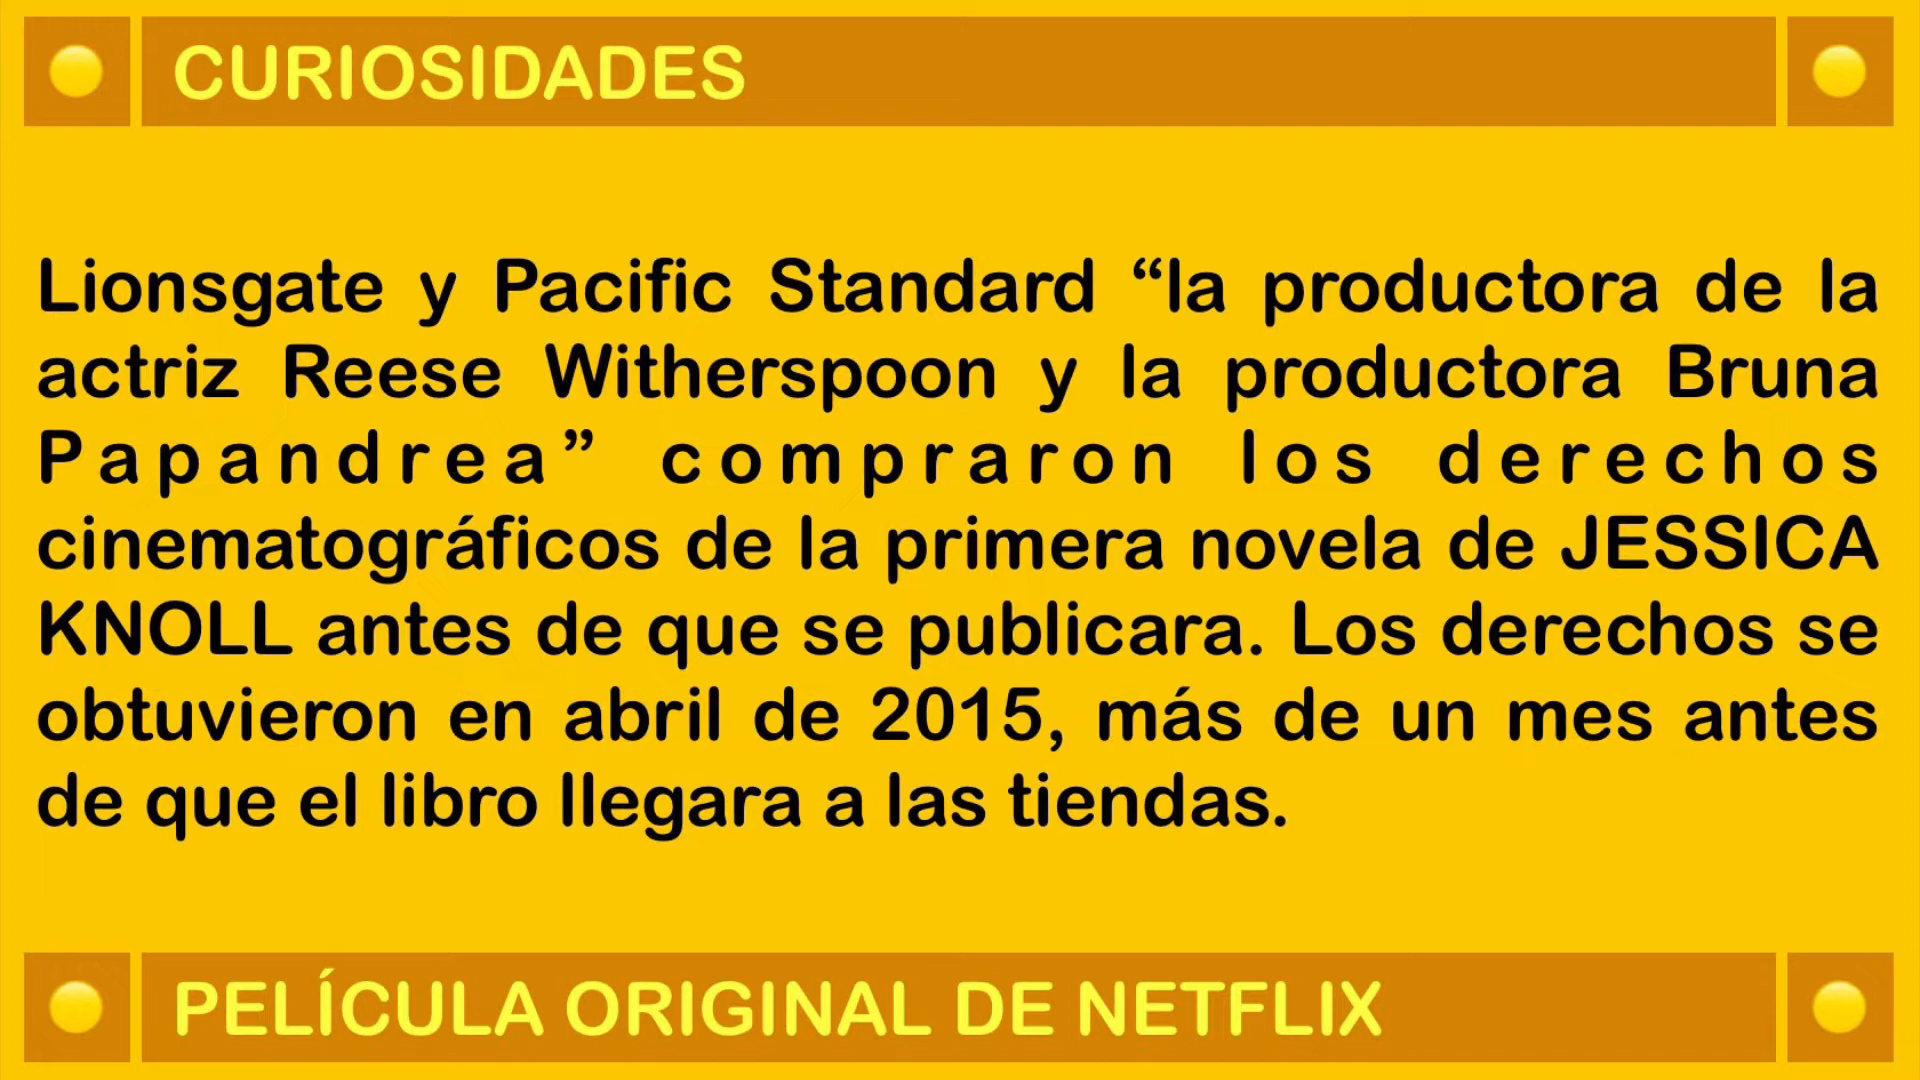 CURIOSIDADES
Lionsgate y Pacific Standard “la productora de la
actriz Reese Witherspoon y la productora Bruna
Papandrea” compraron los derechos
cinematográficos de la primera novela de JESSICA
KNOLL antes de que se publicara. Los derechos se
obtuvieron en abril de 2015, más de un mes antes
de que el libro llegara a las tiendas.
PELÍCULA ORIGINAL DE NETFLIX